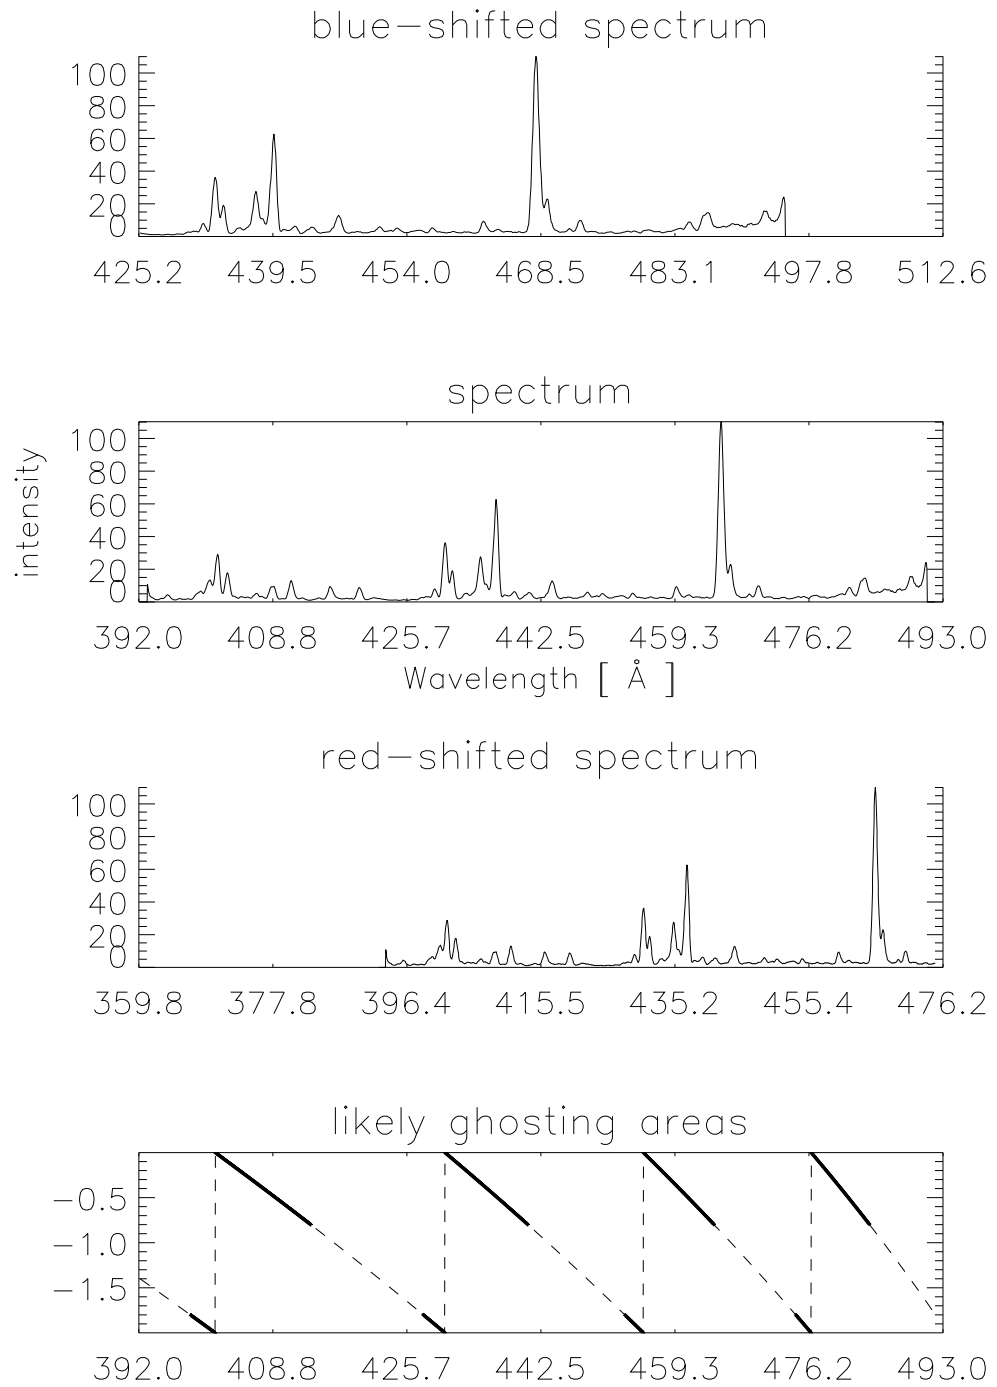 blue-shifted spectrum
100
80
60
40
20
0
425.2 439.5 454.0 468.5 483.1 497.8 512.6
spectrum
intensity
100
80
60
40
20
0
392.0 408.8 425.7 442.5 459.3 476.2 493.0
Wavelength [ Å ]
red-shifted spectrum
100
80
60
40
20
0
359.8 377.8 396.4 415.5 435.2 455.4 476.2
likely ghosting areas
-0.5
-1.0
-1.5
392.0 408.8 425.7 442.5 459.3 476.2 493.0